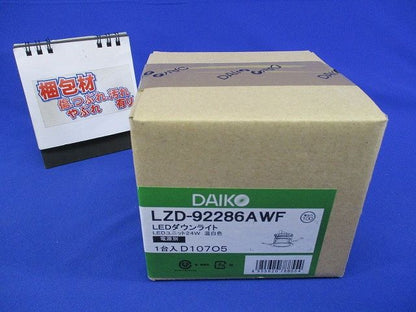 梱包材
傷つぶれ、汚れ
やぶれ 有り
DAIKO
DAIKO
LZD-92286AWF
LEDダウンライト
LEDユニット24W 温白色
電源別
1台入 D10705